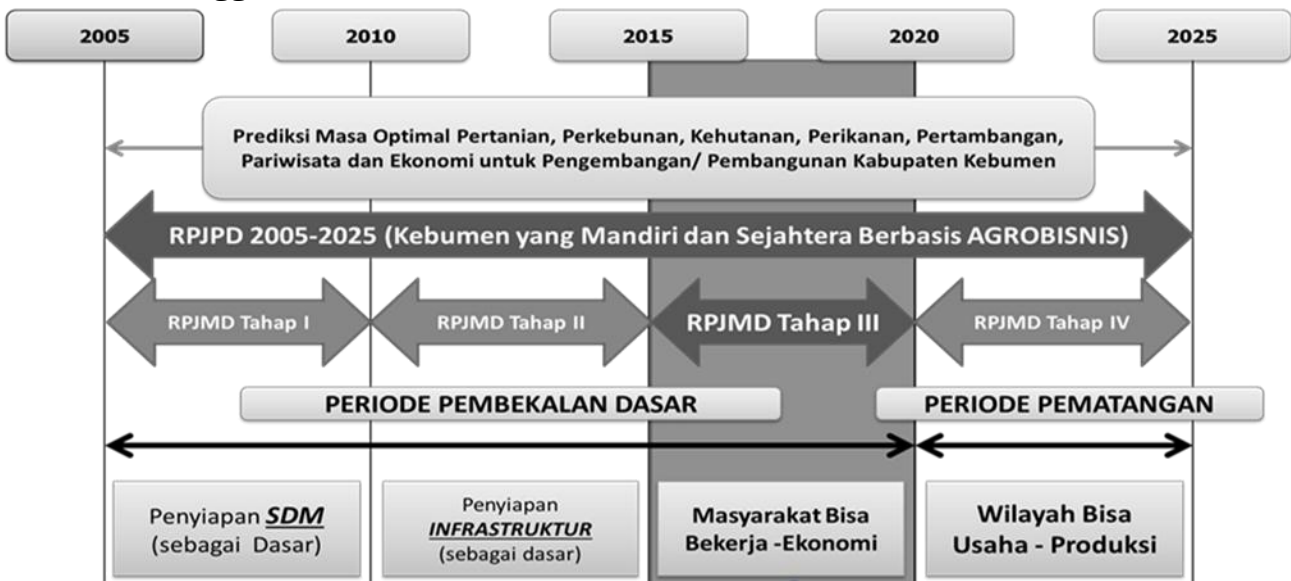 2005
2010
2015
2020
2025
Prediksi Masa Optimal Pertanian, Perkebunan, Kehutanan, Perikanan, Pertambangan,
Pariwisata dan Ekonomi untuk Pengembangan/ Pembangunan Kabupaten Kebumen
RPJPD 2005-2025 (Kebumen yang Mandiri dan Sejahtera Berbasis AGROBISNIS)
RPJMD Tahap I
RPJMD Tahap II
RPJMD Tahap III
RPJMD Tahap IV
PERIODE PEMBEKALAN DASAR
PERIODE PEMATANGAN
Penyiapan SDM
(sebagai Dasar)
Penyiapan
INFRASTRUKTUR
(sebagai dasar)
Masyarakat Bisa
Bekerja -Ekonomi
Wilayah Bisa
Usaha - Produksi